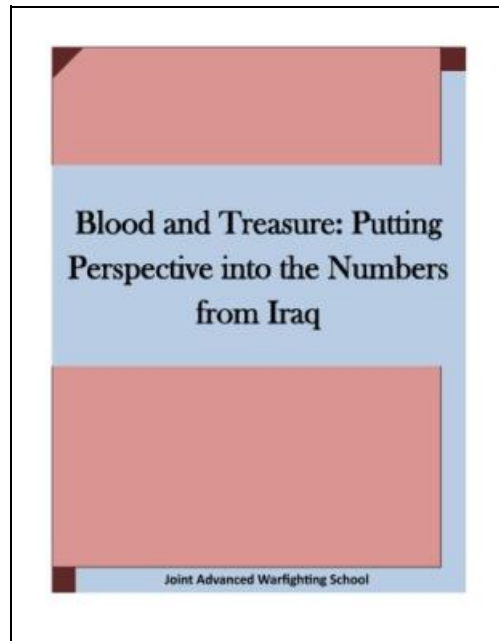 Blood and Treasure: Putting
Perspective into the Numbers
from Iraq
Joint Advanced Warfighting School